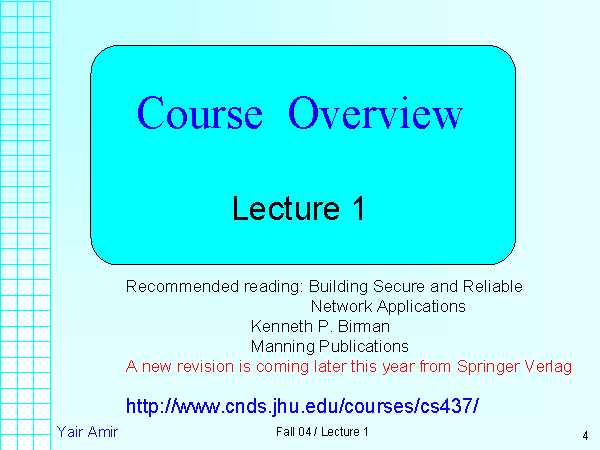 Course Overview
Lecture 1
Recommended reading: Building Secure and Reliable
Network Applications
Kenneth P. Birman
Manning Publications
A new revision is coming later this year from Springer Verlag
http://www.cnds.jhu.edu/courses/cs437/
Yair Amir
Fall 04 / Lecture 1
4